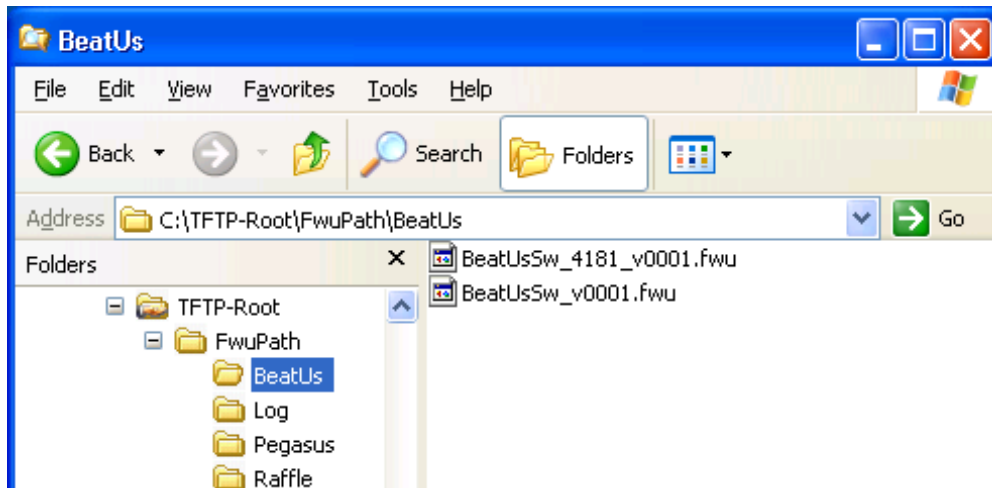 BeatUs
File Edit View Favorites Tools Help
Back Search Folders
Address C:\TFTP-Root\FwuPath\BeatUs Go
Folders
BeatUsSw_4181_v0001.fwu
BeatUsSw_v0001.fwu
TFTP-Root
FwuPath
BeatUs
Log
Pegasus
Raffle